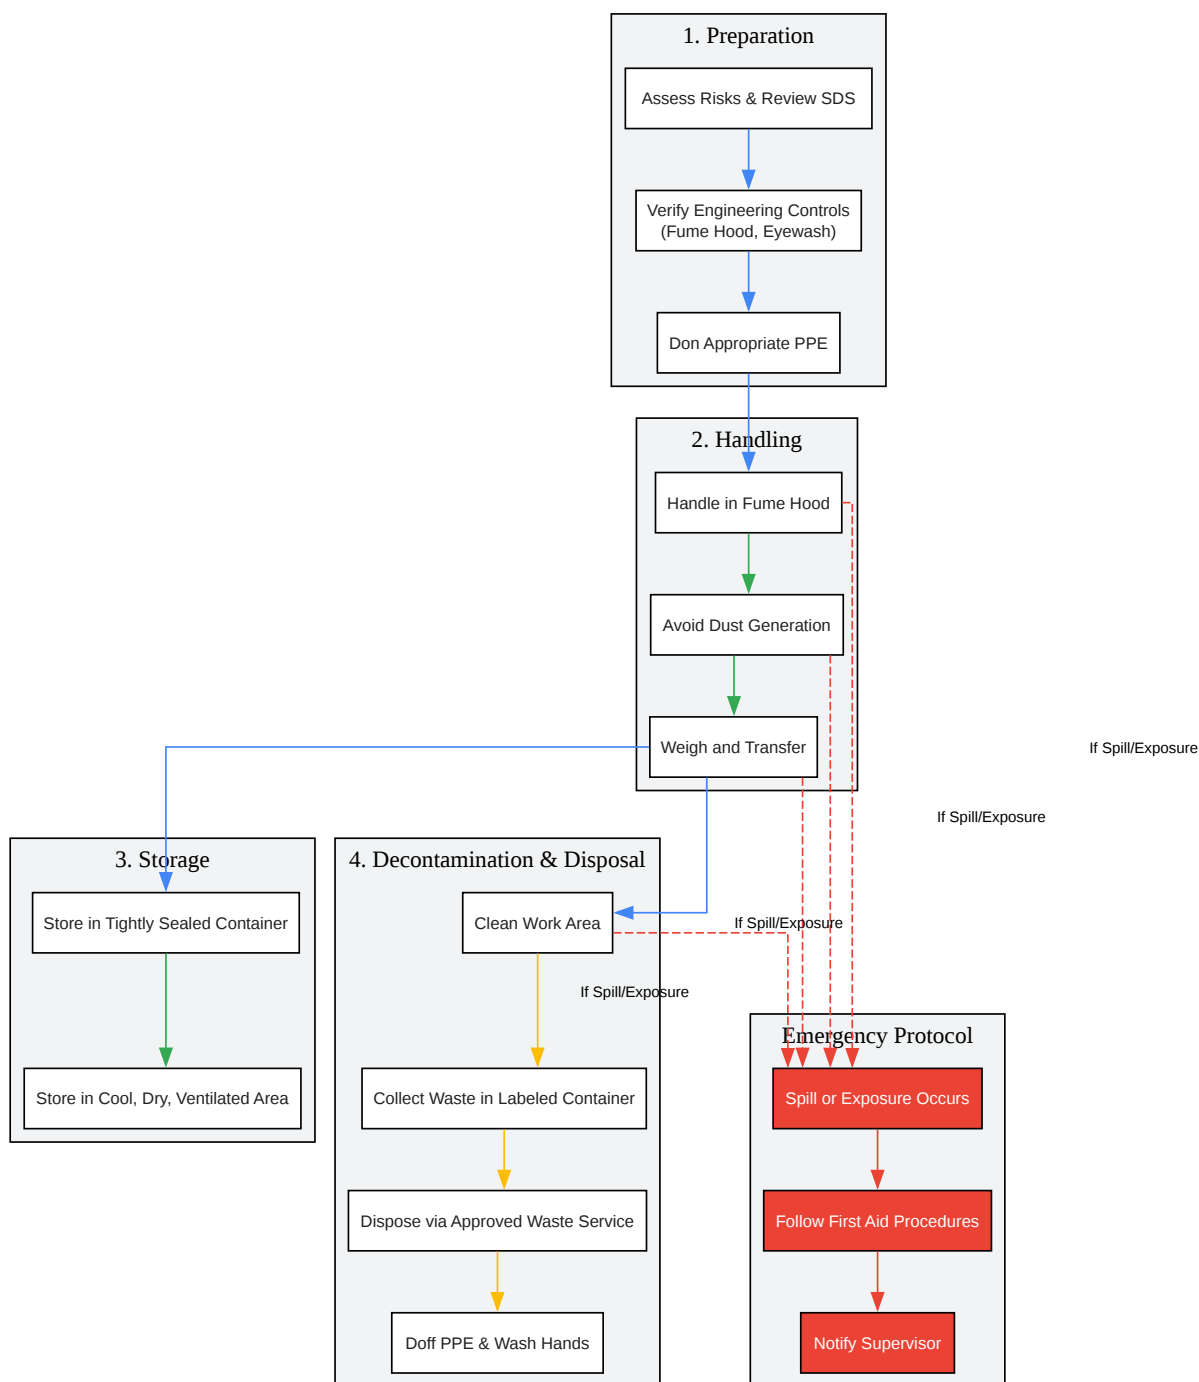 1. Preparation
Assess Risks & Review SDS
Verify Engineering Controls
(Fume Hood, Eyewash)
Don Appropriate PPE
2. Handling
Handle in Fume Hood
Avoid Dust Generation
Weigh and Transfer
If Spill/Exposure
If Spill/Exposure
3. Storage
Store in Tightly Sealed Container
Store in Cool, Dry, Ventilated Area
4. Decontamination & Disposal
Clean Work Area
If Spill/Exposure
If Spill/Exposure
Collect Waste in Labeled Container
Dispose via Approved Waste Service
Doff PPE & Wash Hands
Emergency Protocol
Spill or Exposure Occurs
Follow First Aid Procedures
Notify Supervisor